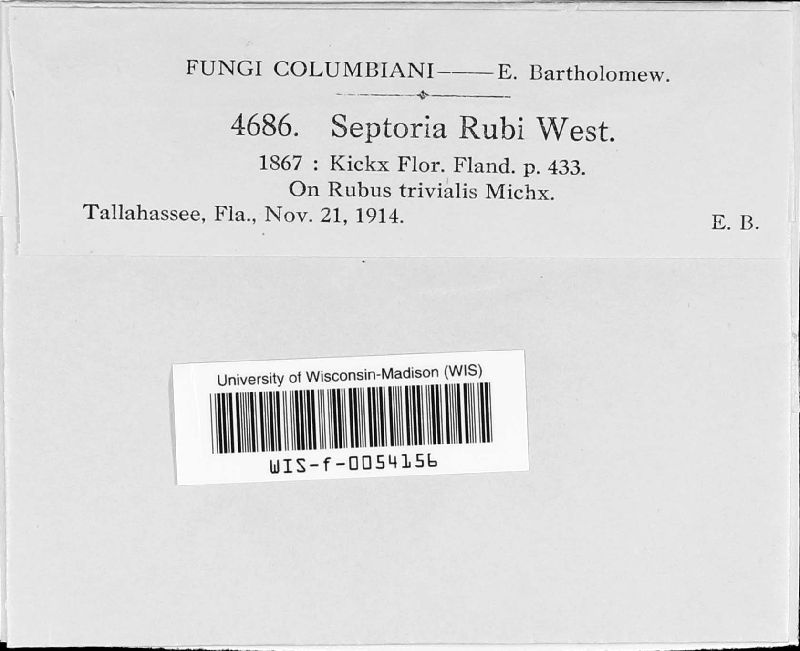 FUNGI COLUMBIANI——E. Bartholomew.
4686. Septoria Rubi West.
1867 : Kickx Flor. Fland. p. 433.
On Rubus trivialis Michx.
Tallahassee, Fla., Nov. 21, 1914.
E. B.
University of Wisconsin-Madison (WIS)
WIS-f-0054156